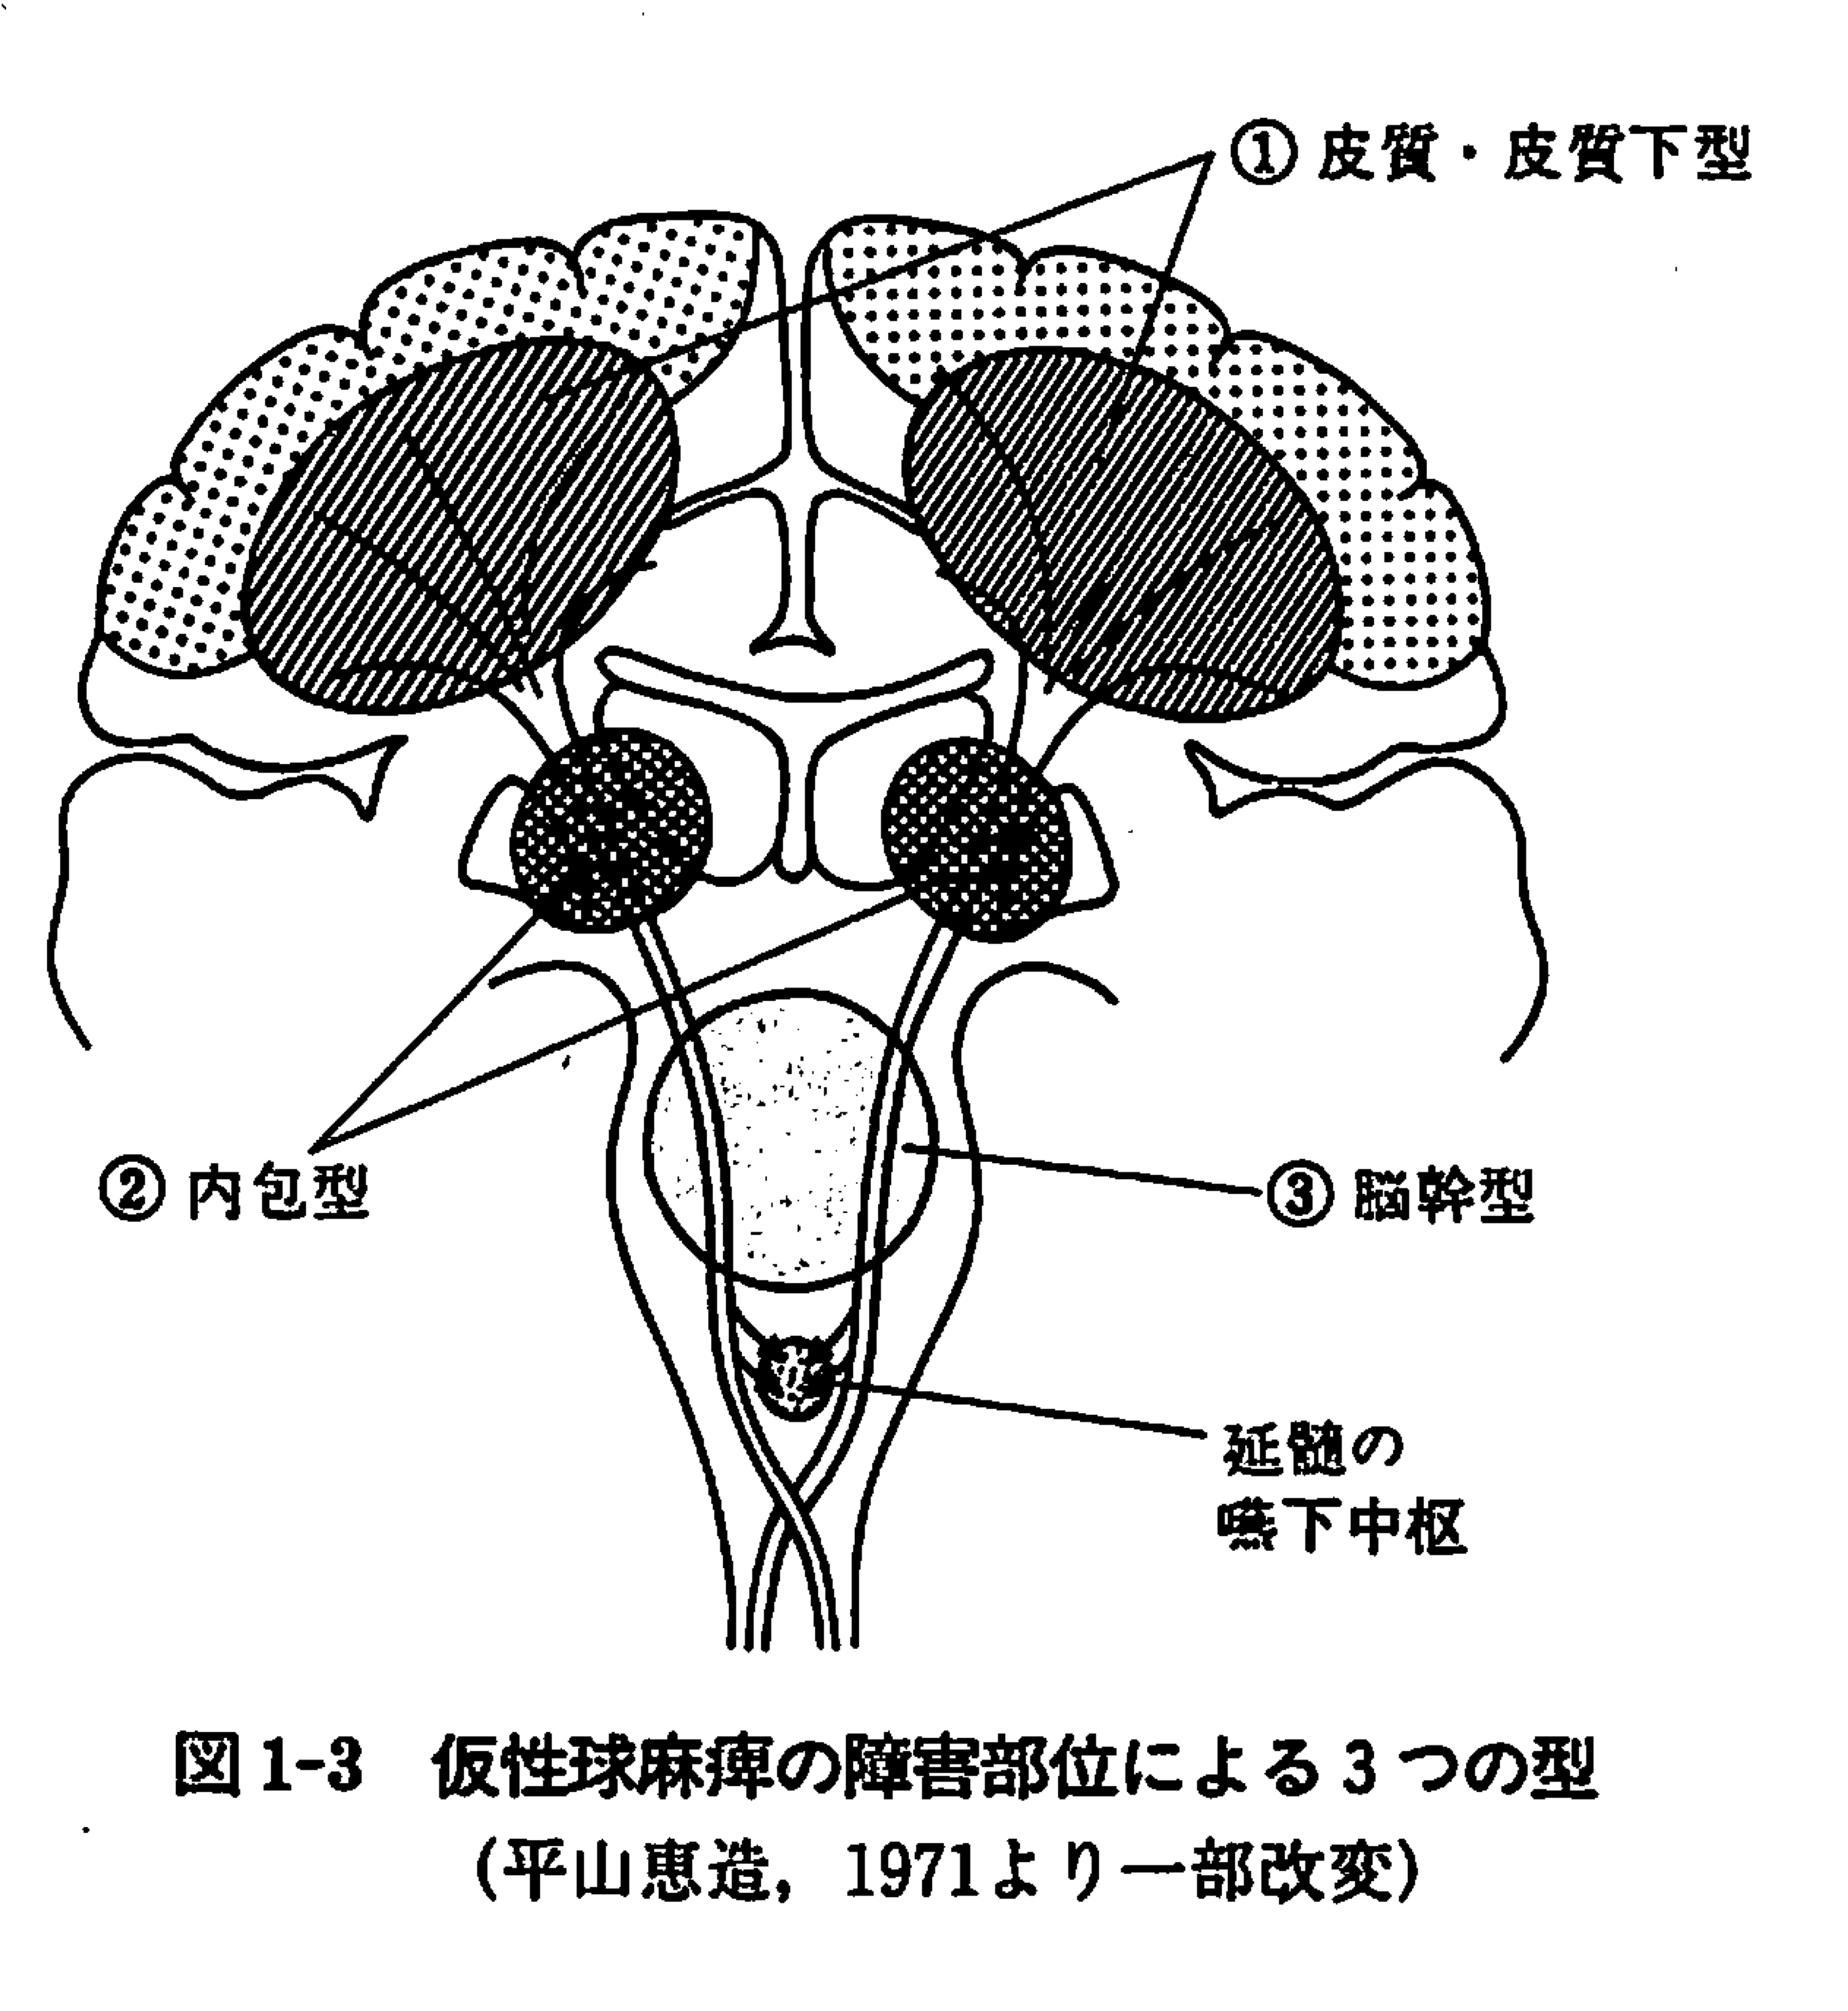 ① 皮質・皮質下型
② 内包型
③ 脳幹型
延髄の
嚥下中枢
図1-3 仮性球麻痺の障害部位による3つの型
(平山恵造，1971より一部改変)